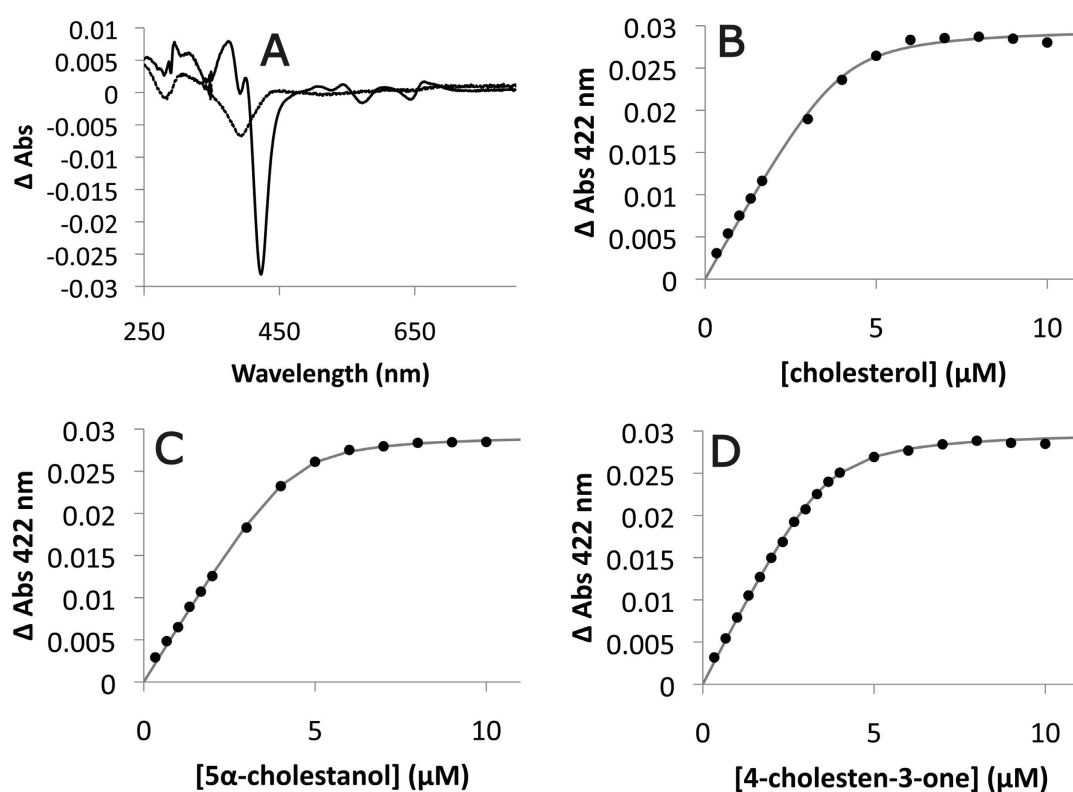 A
0.01
0.005
0
-0.005
-0.01
-0.015
-0.02
-0.025
-0.03
Δ Abs
250 450 650
Wavelength (nm)
B
0.03
0.025
0.02
0.015
0.01
0.005
0
Δ Abs 422 nm
0 5 10
[cholesterol] (μM)
C
0.03
0.025
0.02
0.015
0.01
0.005
0
Δ Abs 422 nm
0 5 10
[5α-cholestanol] (μM)
D
0.03
0.025
0.02
0.015
0.01
0.005
0
Δ Abs 422 nm
0 5 10
[4-cholesten-3-one] (μM)